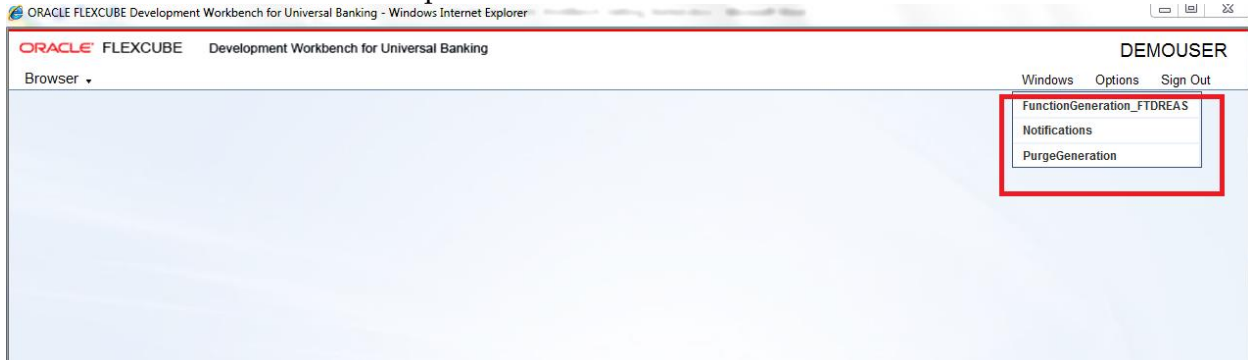 ORACLE FLEXCUBE Development Workbench for Universal Banking - Windows Internet Explorer
ORACLE FLEXCUBE Development Workbench for Universal Banking DEMOUSER
Browser Windows Options Sign Out
FunctionGeneration_FTDREAS
Notifications
PurgeGeneration